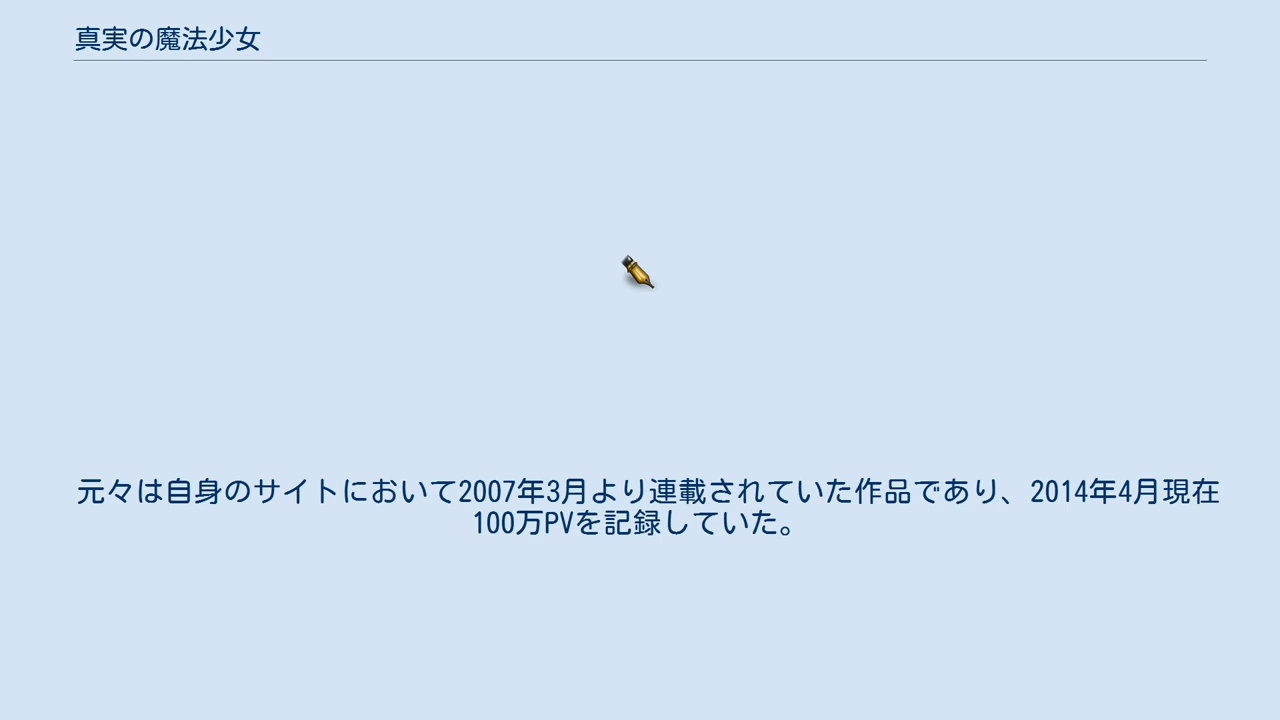 真実の魔法少女
元々は自身のサイトにおいて2007年3月より連載されていた作品であり、2014年4月現在
100万PVを記録していた。